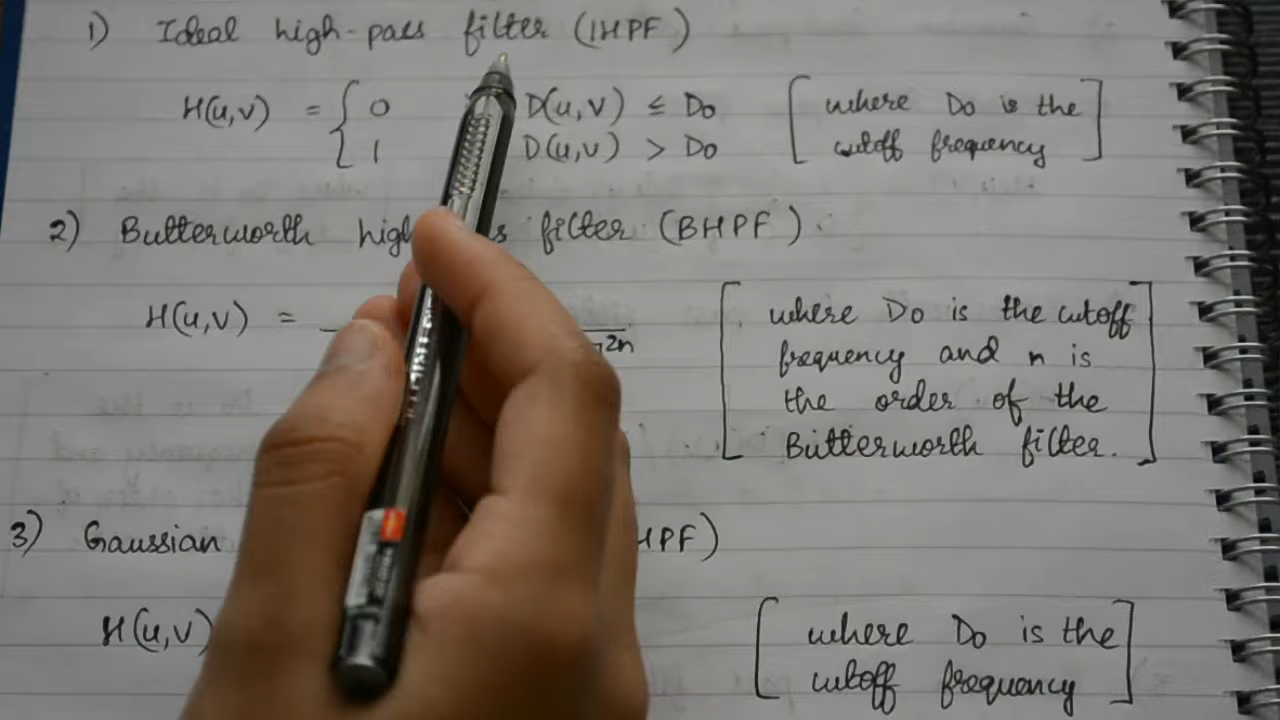 1) Ideal high-pass filter (IHPF)
H(u,v) = { 0 D(u,v) ≤ Do [where Do is the
1 D(u,v) > Do cutoff frequency]
2) Butterworth filter (BHPF).
H(u,v) = 2n
[where Do is the cutoff
frequency and n is
the order of the
Butterworth filter.]
3) Gaussian HPF)
H(u,v)
[where Do is the
cutoff frequency]